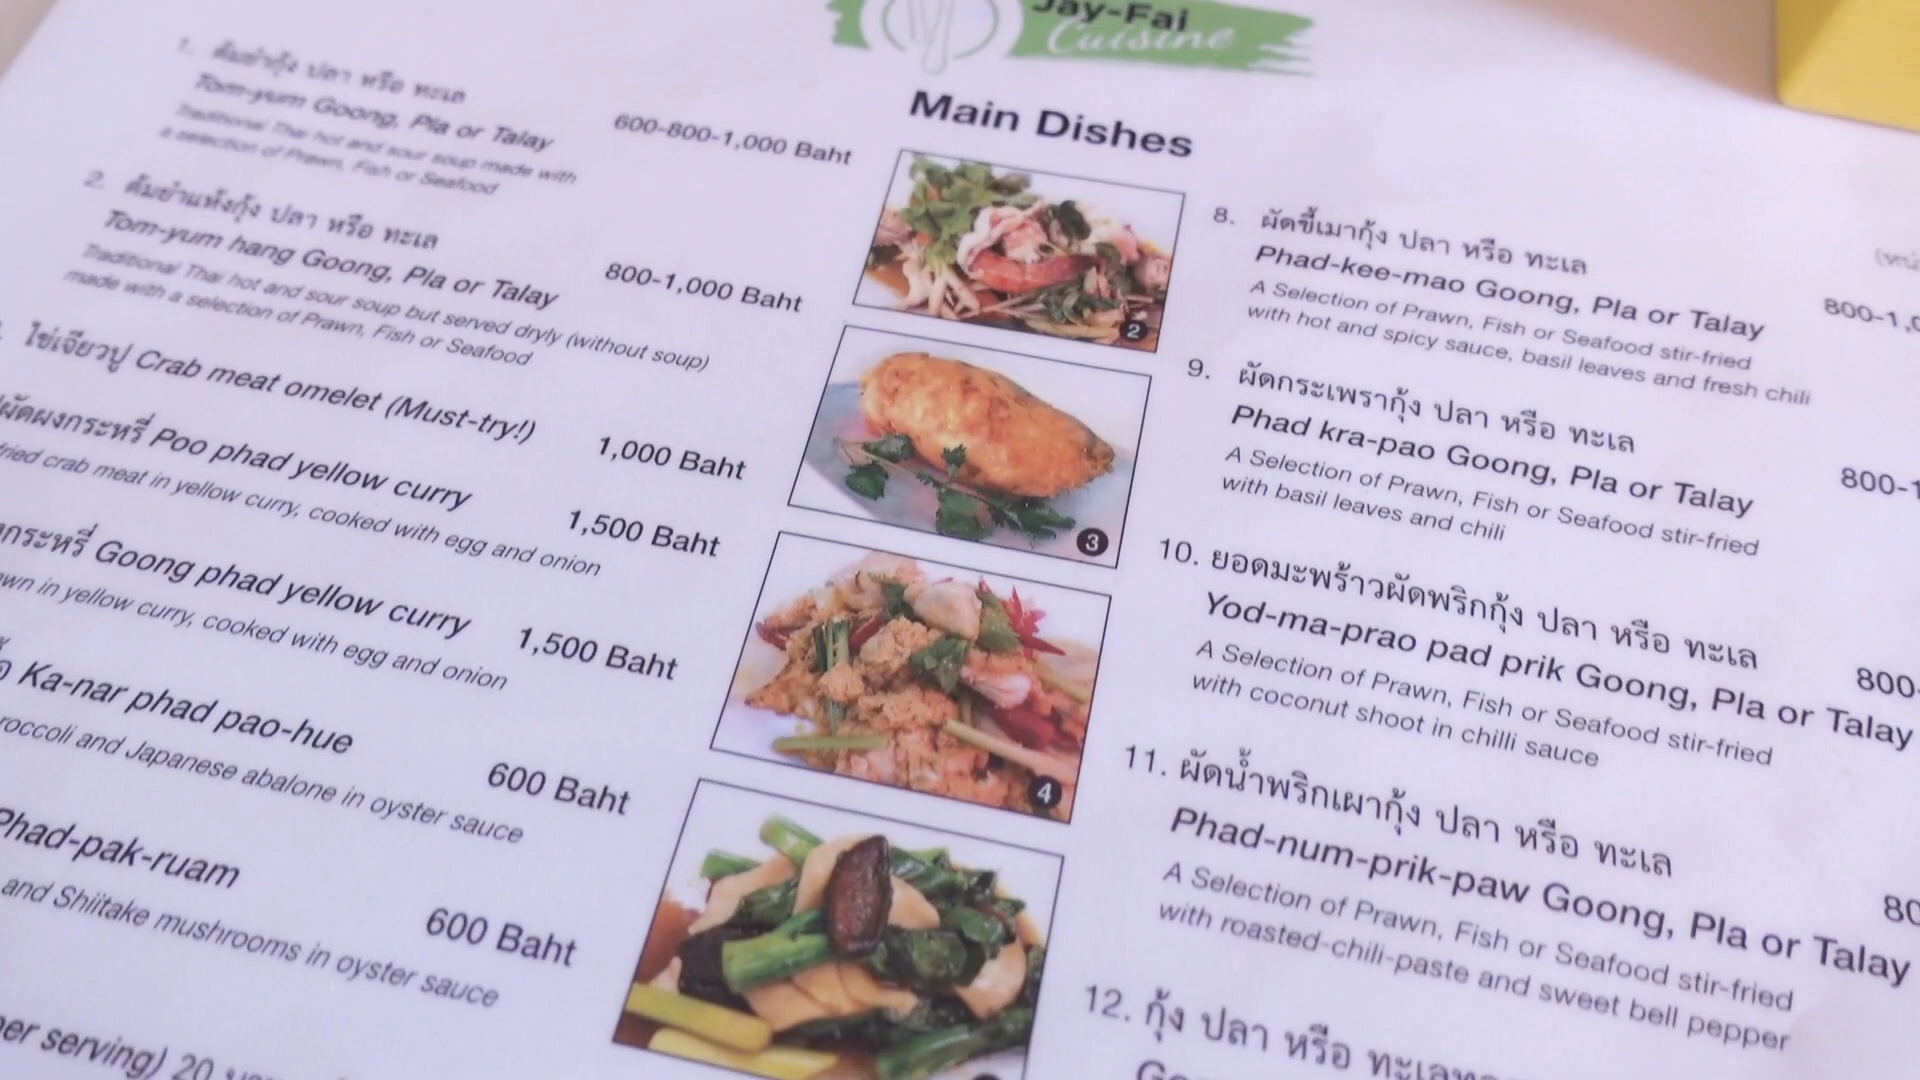 Jay-Fai
Cuisine
Main Dishes
1. ต้มยำกุ้ง ปลา หรือ ทะเล
Tom-yum Goong, Pla or Talay
600-800-1,000 Baht
Traditional Thai hot and sour soup made with
a selection of Prawn, Fish or Seafood
2. ต้มยำแห้งกุ้ง ปลา หรือ ทะเล
Tom-yum hang Goong, Pla or Talay
800-1,000 Baht
Traditional Thai hot and sour soup but served dryly (without soup)
made with a selection of Prawn, Fish or Seafood
ไข่เจียวปู Crab meat omelet (Must-try!)
1,000 Baht
ผัดผงกระหรี่ Poo phad yellow curry
1,500 Baht
fried crab meat in yellow curry, cooked with egg and onion
กระหรี่ Goong phad yellow curry
1,500 Baht
in yellow curry, cooked with egg and onion
Ka-nar phad pao-hue
600 Baht
and Japanese abalone in oyster sauce
Phad-pak-ruam
600 Baht
and Shiitake mushrooms in oyster sauce
serving) 20
2
3
4
8. ผัดขี้เมากุ้ง ปลา หรือ ทะเล
Phad-kee-mao Goong, Pla or Talay
800-1,0
A Selection of Prawn, Fish or Seafood stir-fried
with hot and spicy sauce, basil leaves and fresh chili
9. ผัดกระเพรากุ้ง ปลา หรือ ทะเล
Phad kra-pao Goong, Pla or Talay
800-1
A Selection of Prawn, Fish or Seafood stir-fried
with basil leaves and chili
10. ยอดมะพร้าวผัดพริกกุ้ง ปลา หรือ ทะเล
Yod-ma-prao pad prik Goong, Pla or Talay
800-
A Selection of Prawn, Fish or Seafood stir-fried
with coconut shoot in chilli sauce
11. ผัดน้ำพริกเผากุ้ง ปลา หรือ ทะเล
Phad-num-prik-paw Goong, Pla or Talay
80
A Selection of Prawn, Fish or Seafood stir-fried
with roasted-chili-paste and sweet bell pepper
12. กุ้ง ปลา หรือ